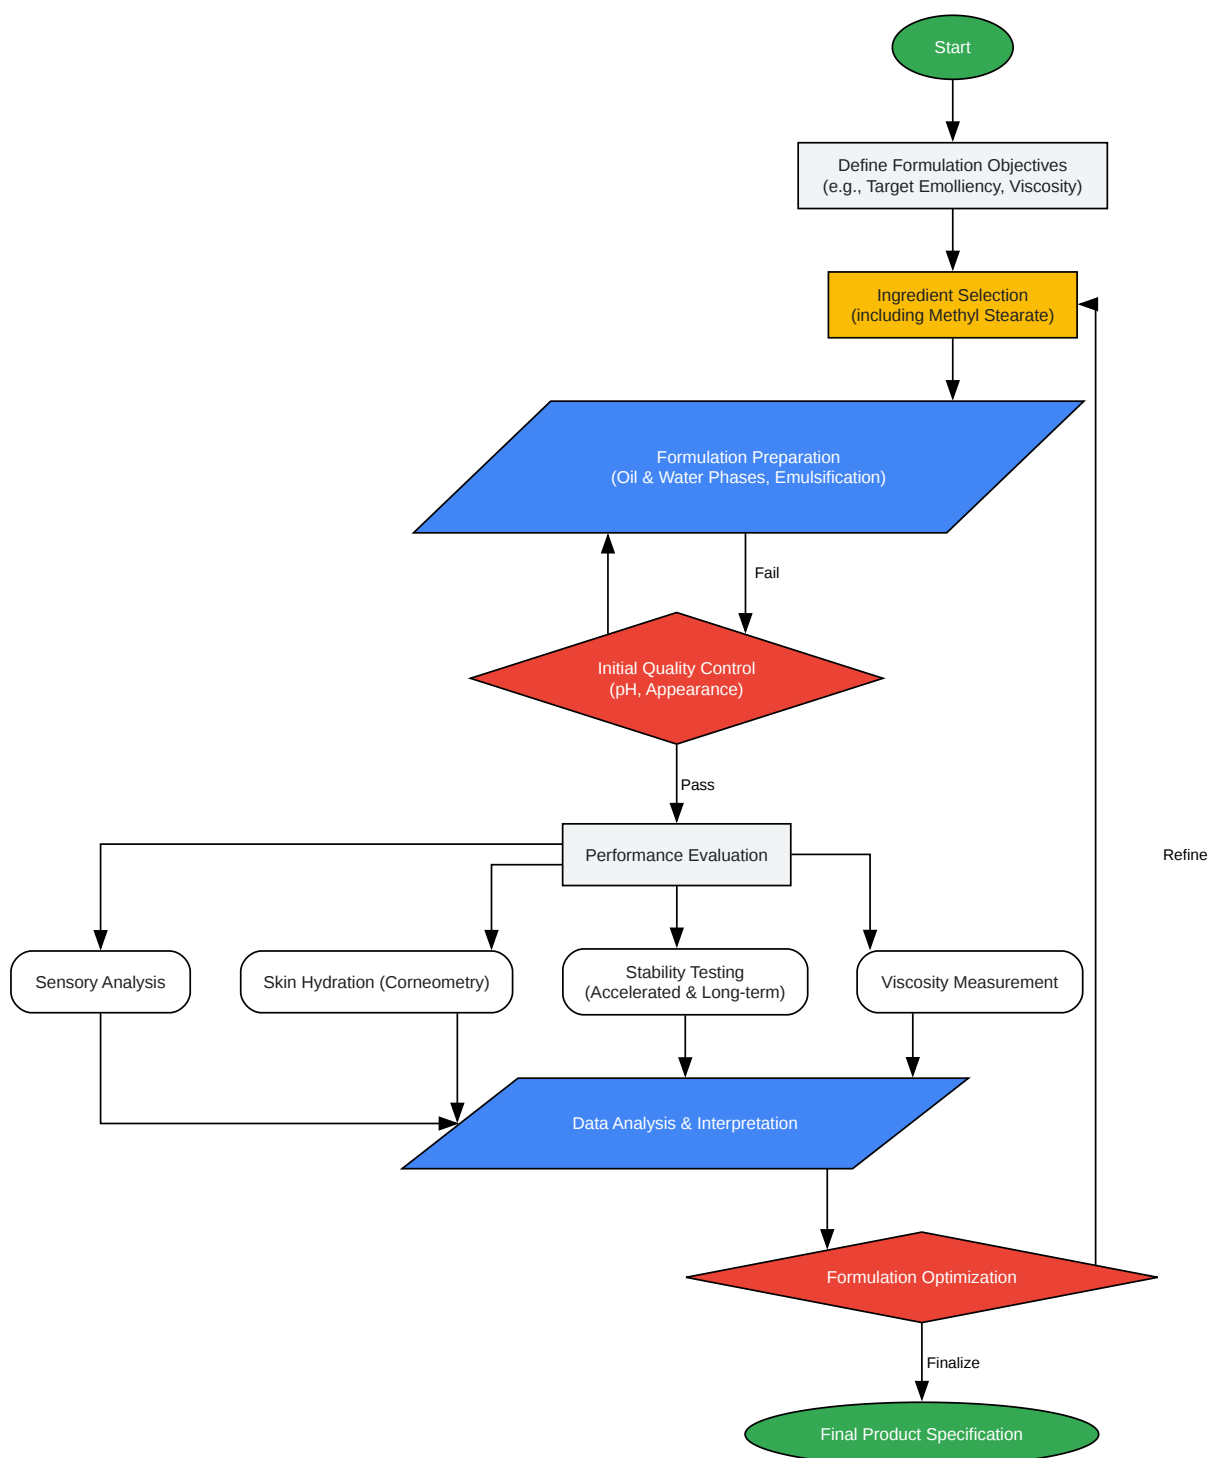 Start
Define Formulation Objectives
(e.g., Target Emolliency, Viscosity)
Ingredient Selection
(including Methyl Stearate)
Formulation Preparation
(Oil & Water Phases, Emulsification)
Fail
Initial Quality Control
(pH, Appearance)
Pass
Performance Evaluation
Refine
Sensory Analysis
Skin Hydration (Corneometry)
Stability Testing
(Accelerated & Long-term)
Viscosity Measurement
Data Analysis & Interpretation
Formulation Optimization
Finalize
Final Product Specification